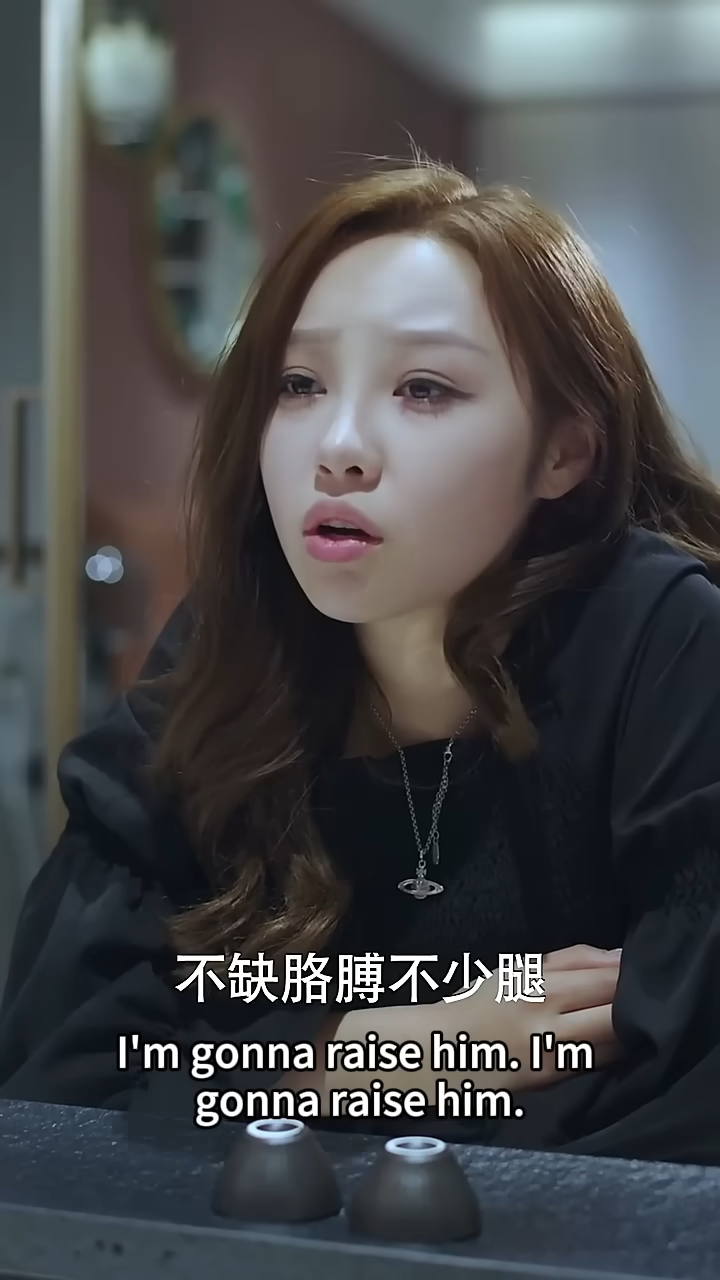 不缺胳膊不少腿
I'm gonna raise him. I'm
gonna raise him.